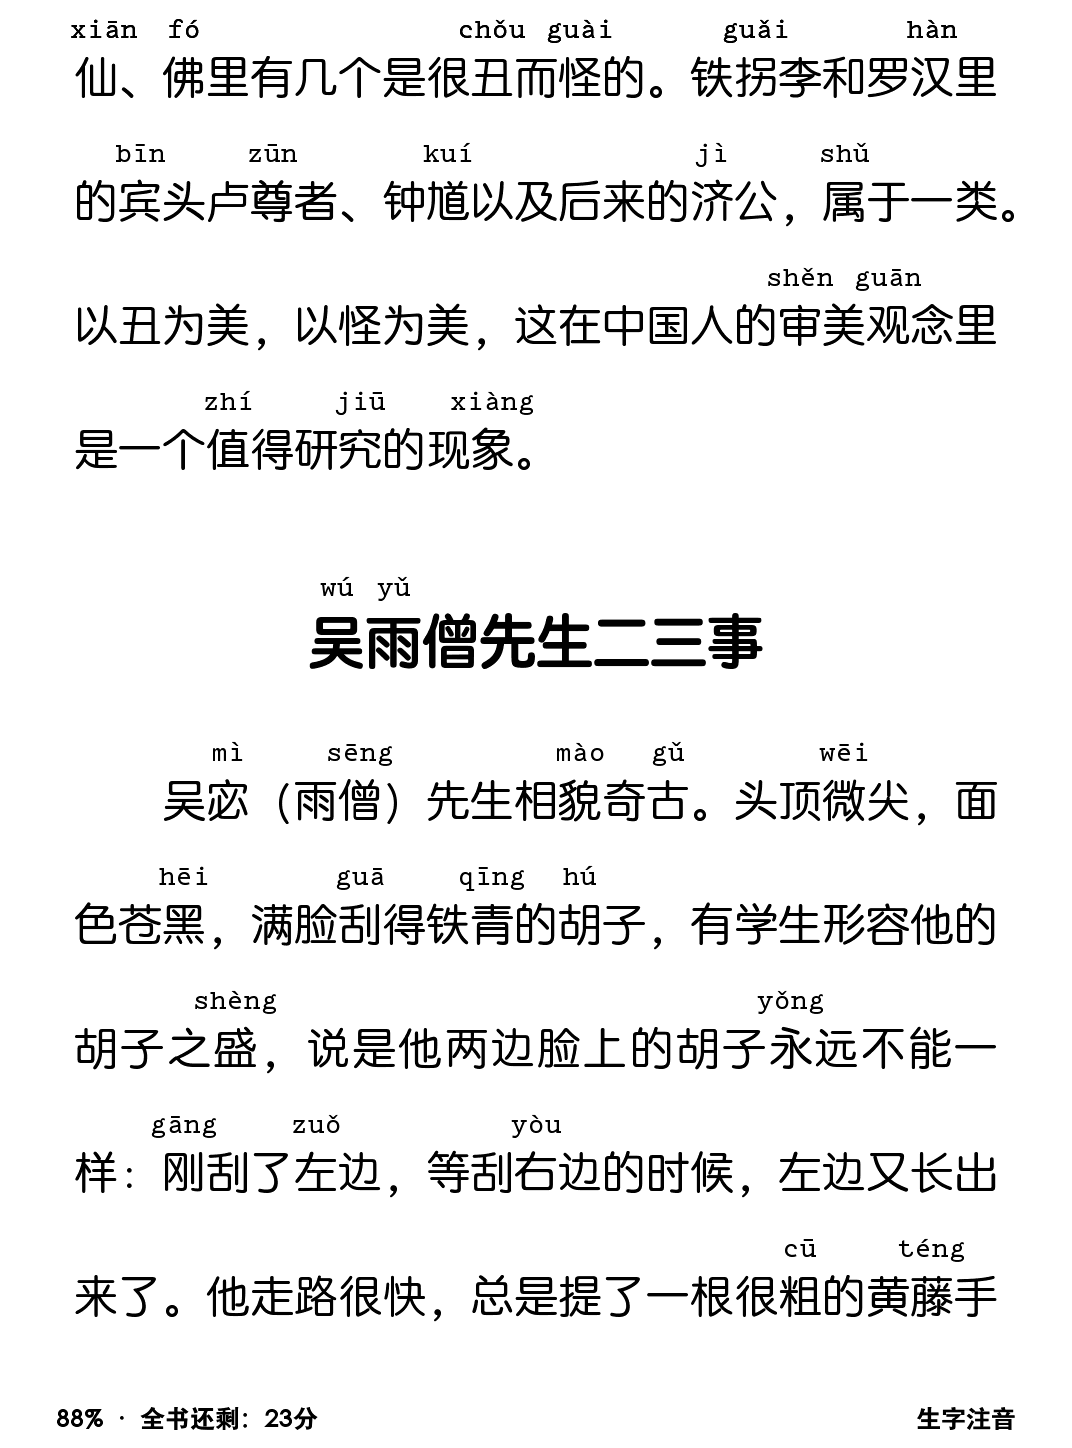 xiān fó chǒu guài guǎi hàn
仙、佛里有几个是很丑而怪的。铁拐李和罗汉里
bīn zūn kuí jì shǔ
的宾头卢尊者、钟馗以及后来的济公，属于一类。
shěn guān
以丑为美，以怪为美，这在中国人的审美观念里
zhí jiū xiàng
是一个值得研究的现象。
wú yǔ
吴雨僧先生二三事
mì sēng mào gǔ wēi
吴宓（雨僧）先生相貌奇古。头顶微尖，面
hēi guā qīng hú
色苍黑，满脸刮得铁青的胡子，有学生形容他的
shèng yǒng
胡子之盛，说是他两边脸上的胡子永远不能一
gāng zuǒ yòu
样：刚刮了左边，等刮右边的时候，左边又长出
cū téng
来了。他走路很快，总是提了一根很粗的黄藤手
88% · 全书还剩：23分 生字注音